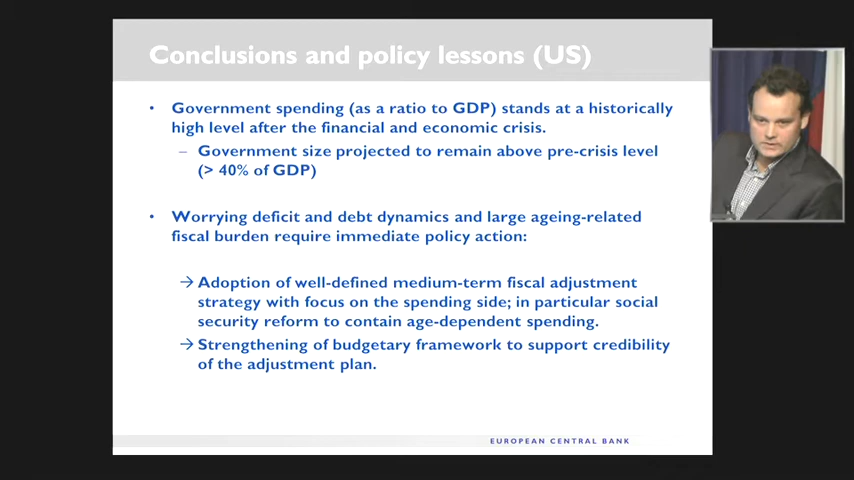 Conclusions and policy lessons (US)
• Government spending (as a ratio to GDP) stands at a historically
high level after the financial and economic crisis.
– Government size projected to remain above pre-crisis level
(> 40% of GDP)
• Worrying deficit and debt dynamics and large ageing-related
fiscal burden require immediate policy action:
→ Adoption of well-defined medium-term fiscal adjustment
strategy with focus on the spending side; in particular social
security reform to contain age-dependent spending.
→ Strengthening of budgetary framework to support credibility
of the adjustment plan.
EUROPEAN CENTRAL BANK